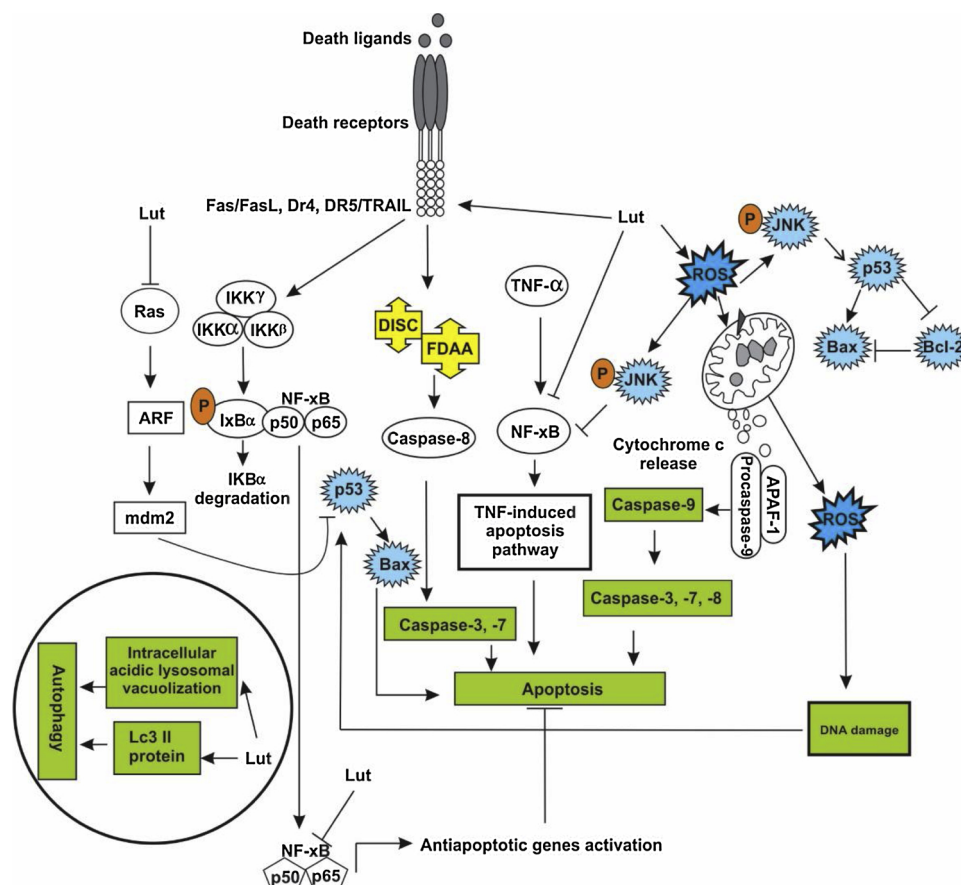 Death ligands
Death receptors
Fas/FasL, Dr4, DR5/TRAIL
Lut
Lut
P
JNK
ROS
p53
Bax
Bcl-2
Ras
IKKγ
IKKα
IKKβ
DISC
FDAA
TNF-α
P
JNK
ARF
P
IxBα
NF-xB
p50
p65
Caspase-8
NF-xB
Cytochrome c
release
Procaspase-9
APAF-1
IKBα
degradation
mdm2
p53
Bax
TNF-induced
apoptosis
pathway
Caspase-9
ROS
Caspase-3, -7
Caspase-3, -7, -8
Apoptosis
DNA damage
Autophagy
Intracellular
acidic lysosomal
vacuolization
Lc3 II
protein
Lut
Lut
NF-xB
p50
p65
Antiapoptotic genes activation